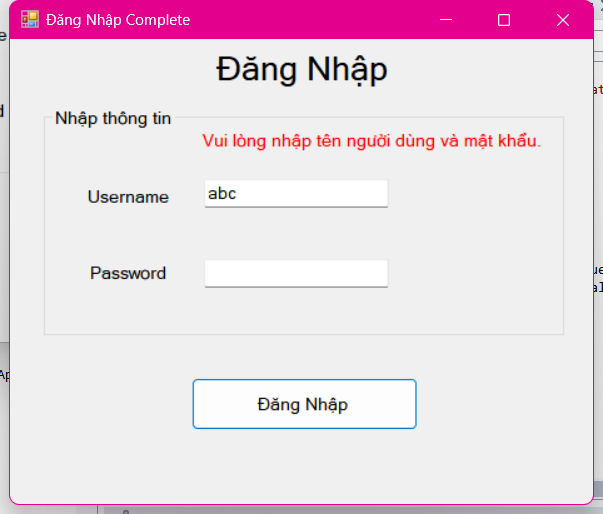 Đăng Nhập Complete
Đăng Nhập
Nhập thông tin
Vui lòng nhập tên người dùng và mật khẩu.
Username abc
Password
Đăng Nhập